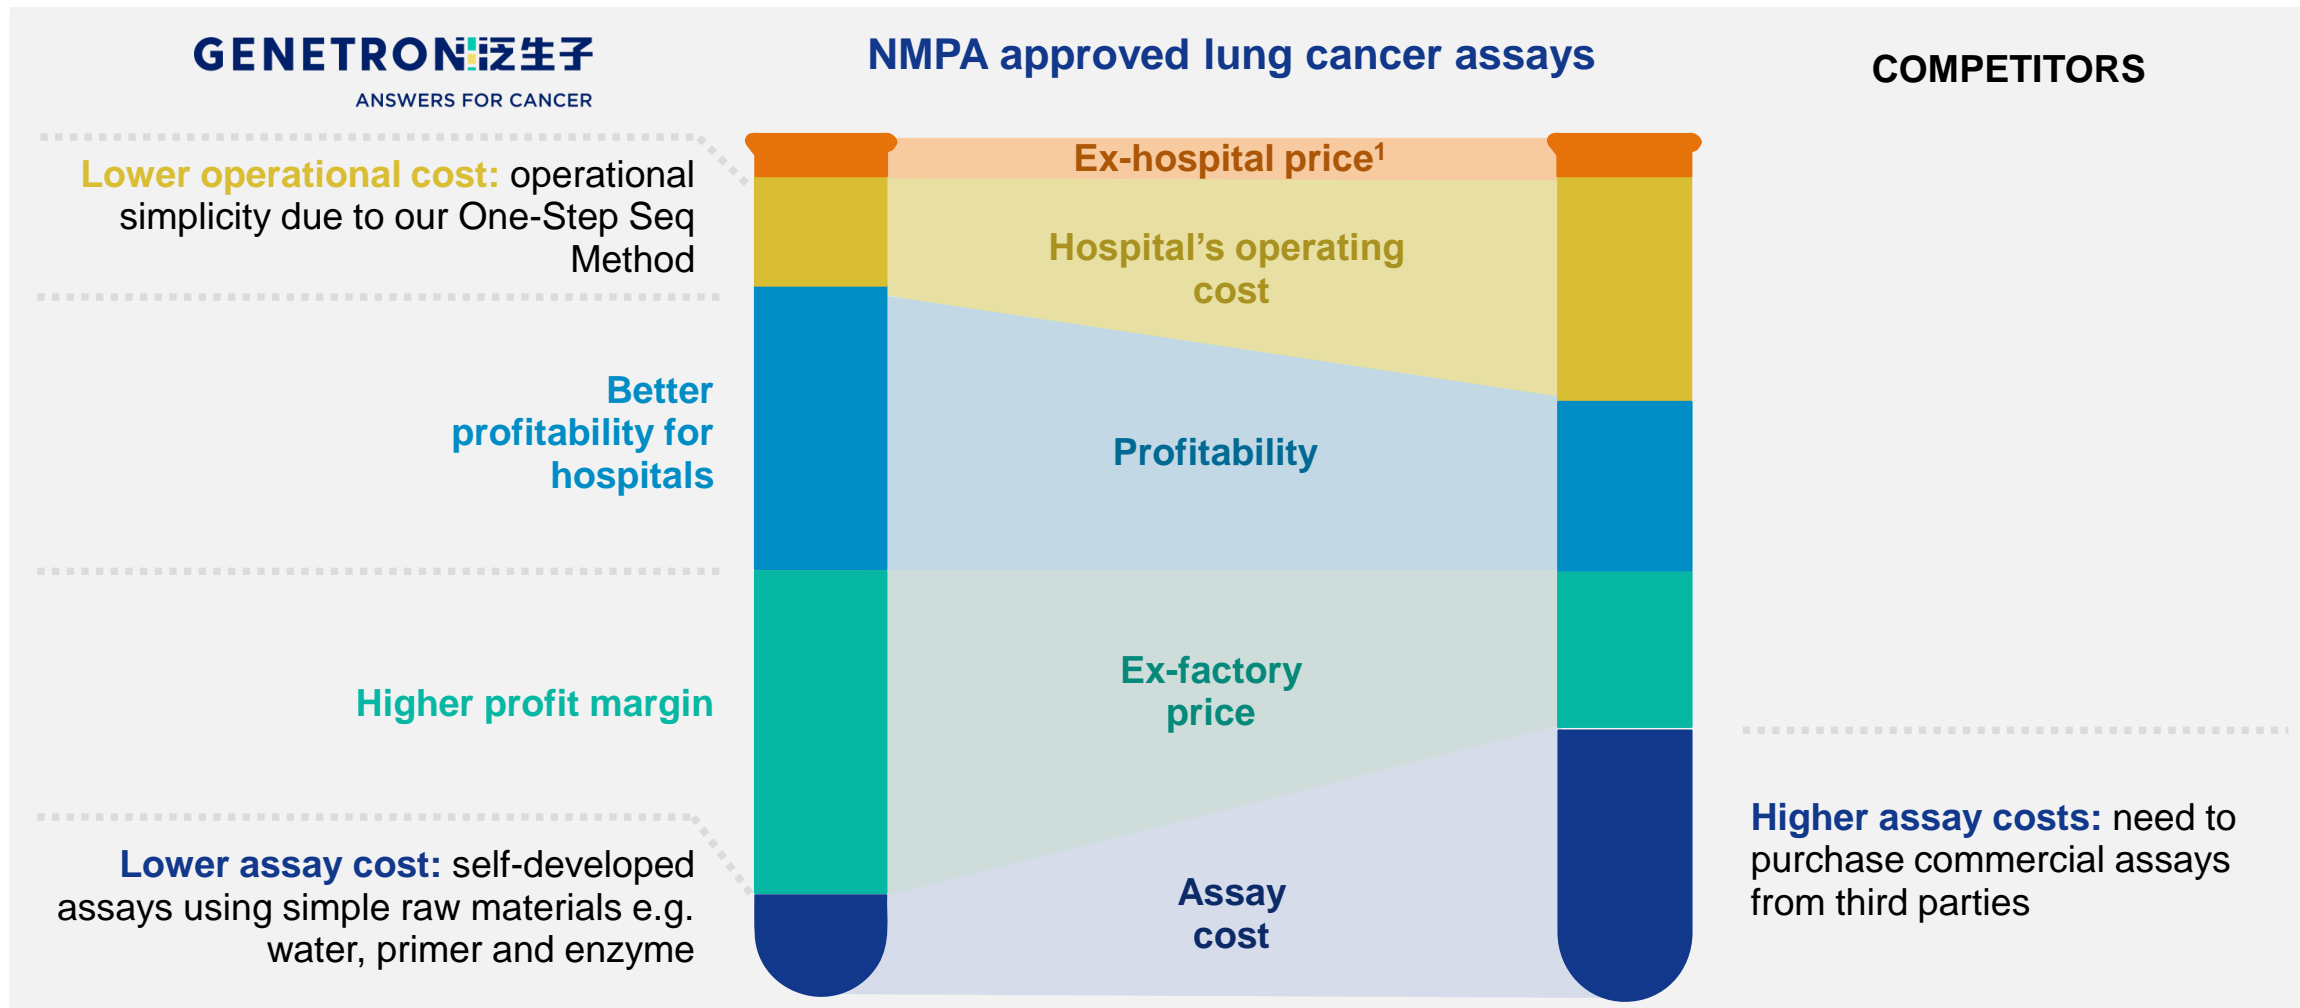 GENETRON泛生子
ANSWERS FOR CANCER
NMPA approved lung cancer assays
COMPETITORS
Lower operational cost: operational
simplicity due to our One-Step Seq
Method
Better
profitability for
hospitals
Higher profit margin
Lower assay cost: self-developed
assays using simple raw materials e.g.
water, primer and enzyme
Ex-hospital price¹
Hospital’s operating
cost
Profitability
Ex-factory
price
Assay
cost
Higher assay costs: need to
purchase commercial assays
from third parties